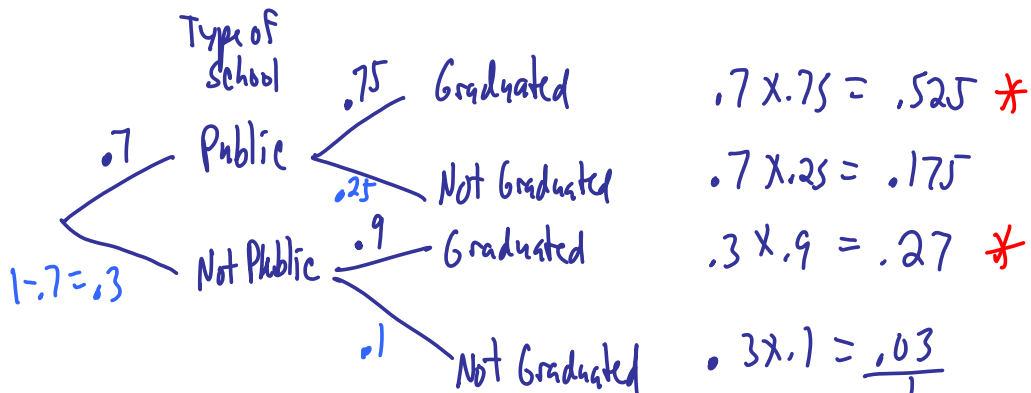 Type of
School
.75 Graduated .7 X .75 = .525 *
.7 Public
.25 Not Graduated .7 X .25 = .175
.9 Graduated .3 X .9 = .27 *
1-.7=.3 Not Public
.1 Not Graduated .3 X .1 = .03
1